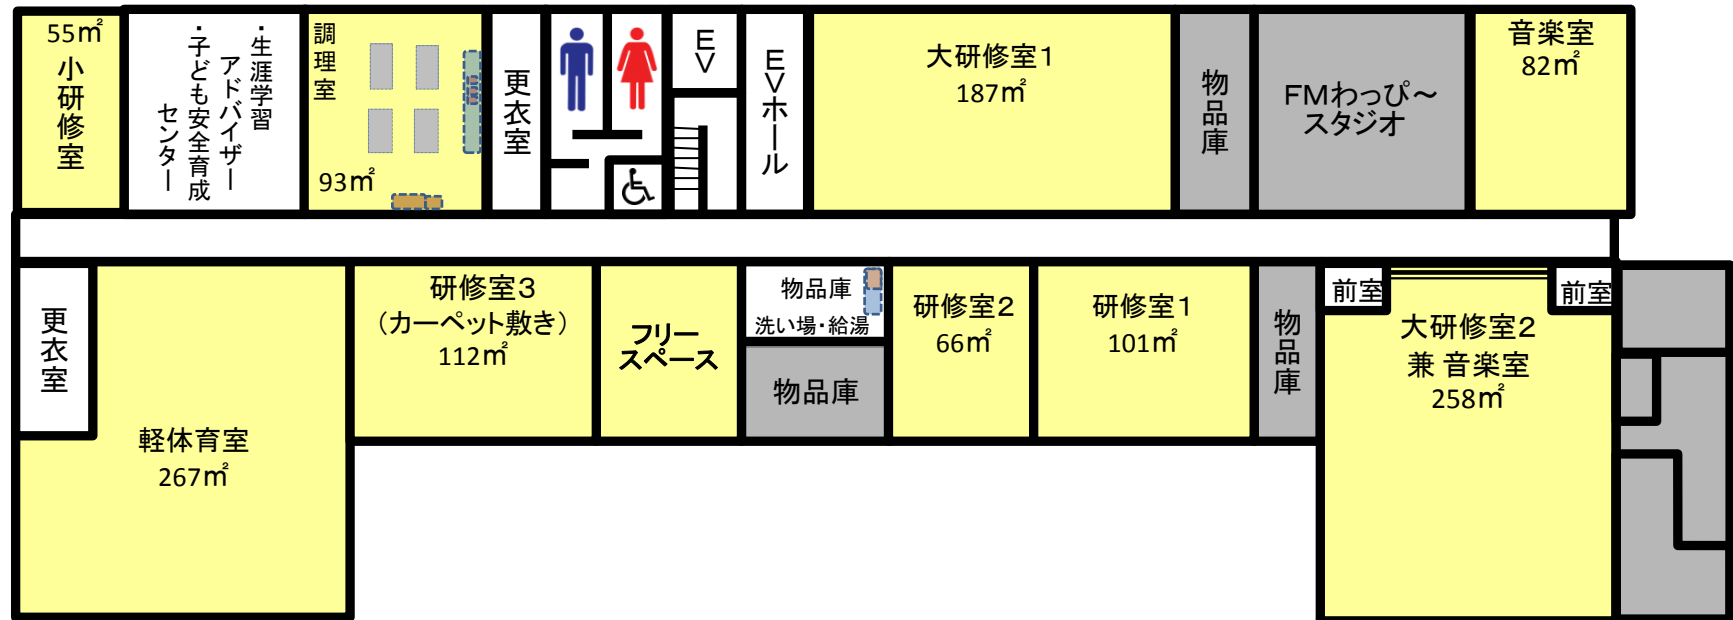 55㎡
小研修室
・生涯学習
アドバイザー
・子ども安全育成
センター
調理室
93㎡
更衣室
EV
EVホール
大研修室1
187㎡
物品庫
FMわっぴ～
スタジオ
音楽室
82㎡
更衣室
軽体育室
267㎡
研修室3
（カーペット敷き）
112㎡
フリー
スペース
物品庫
洗い場・給湯
物品庫
研修室2
66㎡
研修室1
101㎡
物品庫
前室
前室
大研修室2
兼 音楽室
258㎡